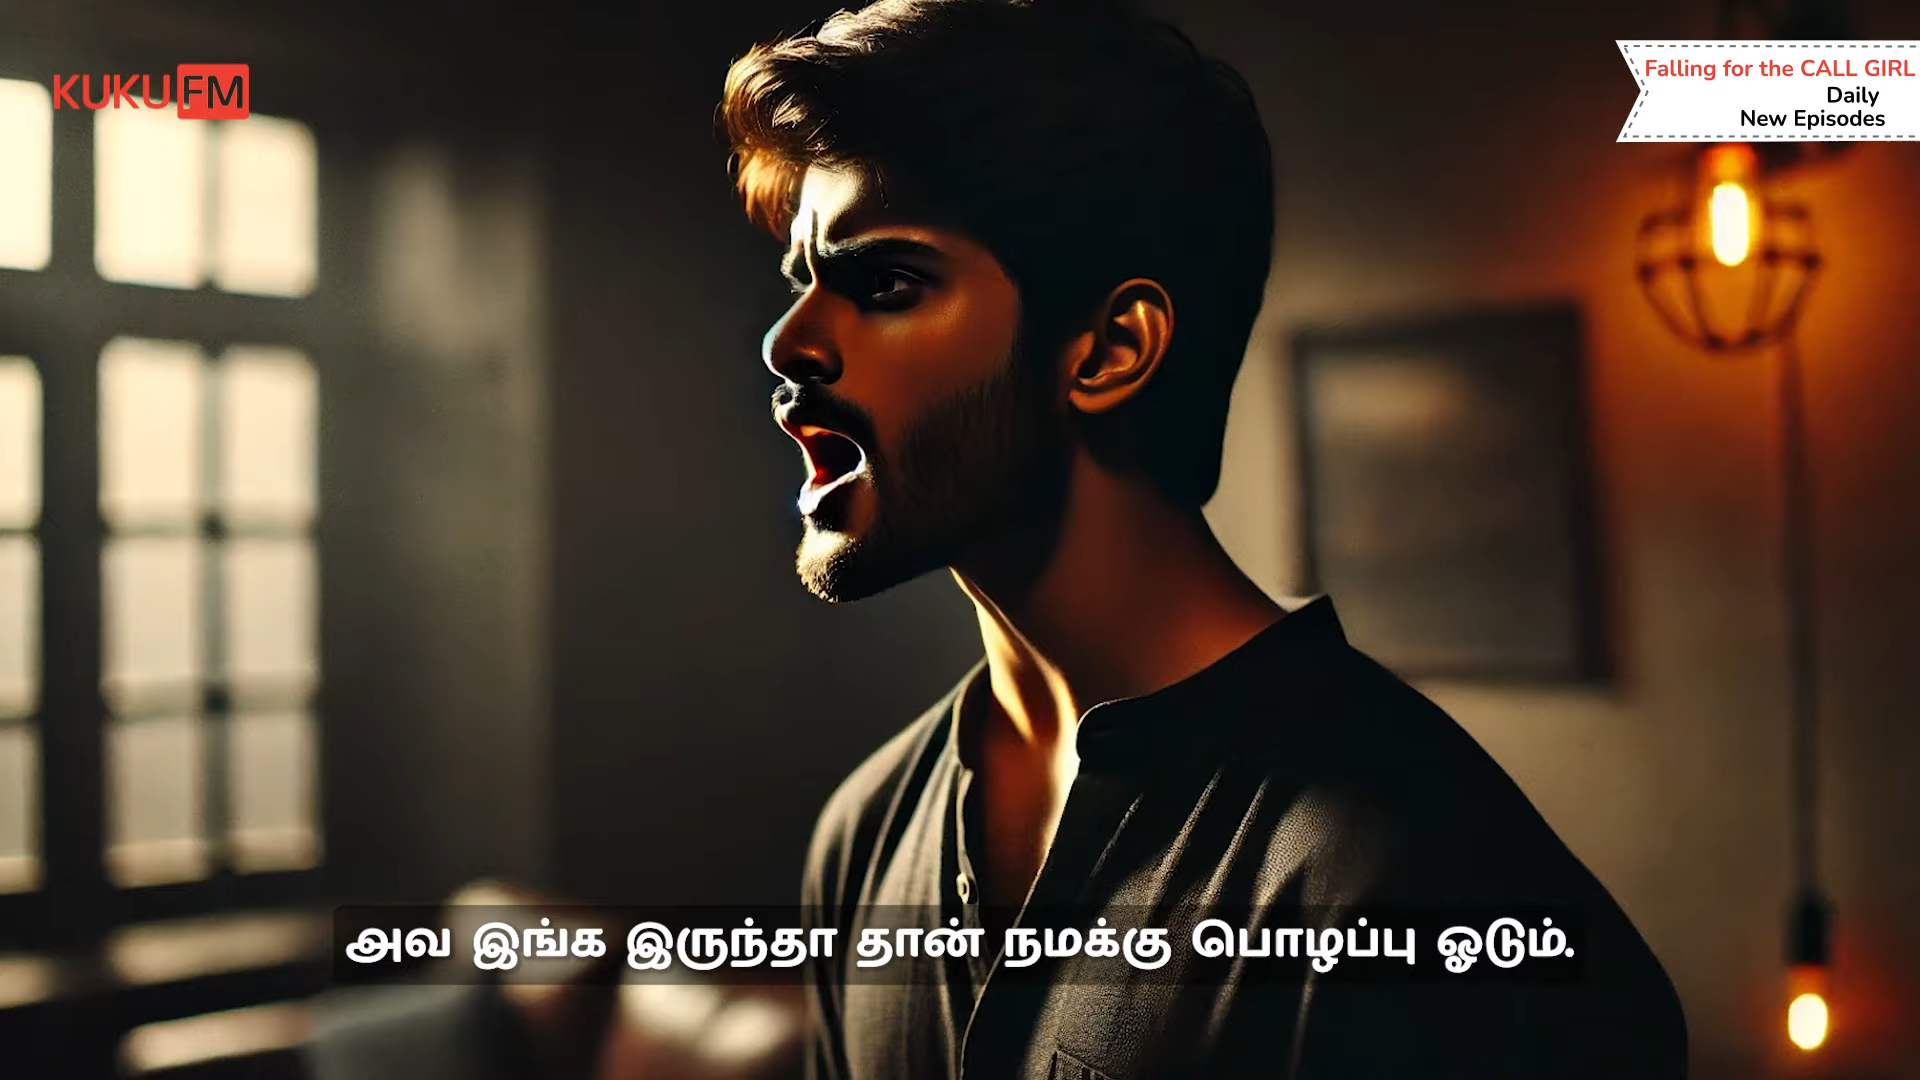 KUKU FM
Falling for the CALL GIRL
Daily
New Episodes
அவ இங்க இருந்தா தான் நமக்கு பொழப்பு ஓடும்.